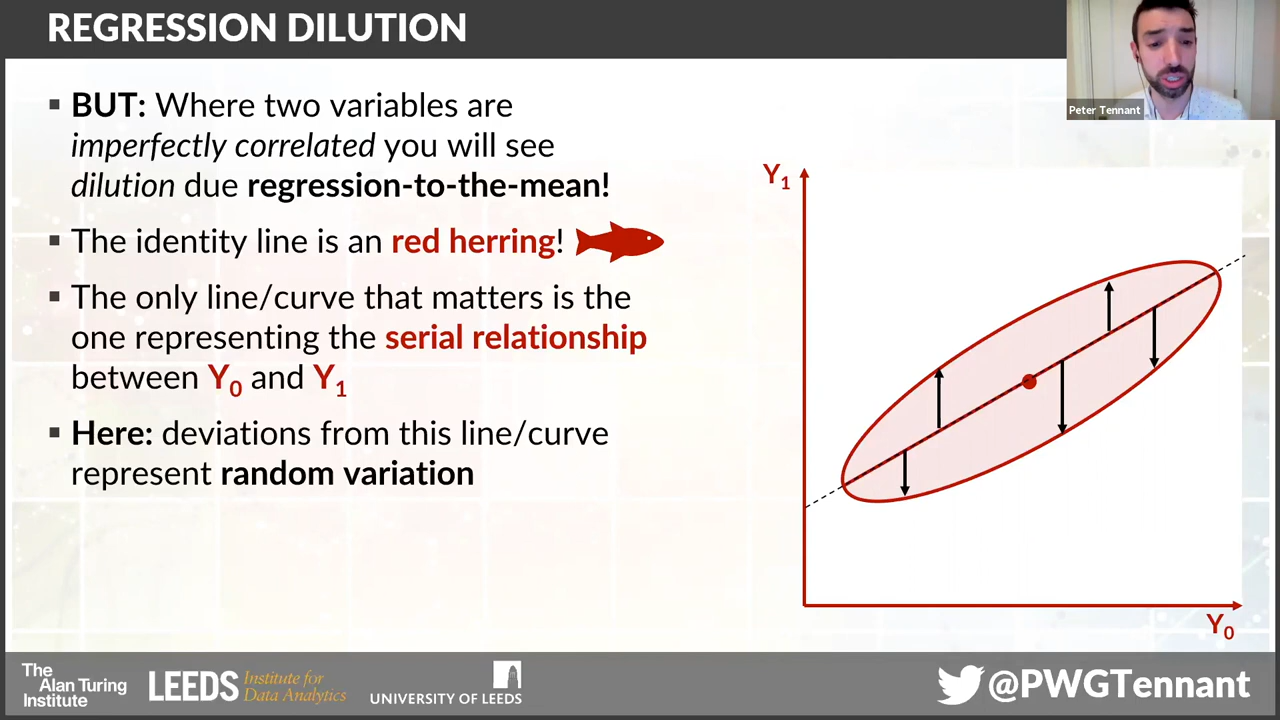 REGRESSION DILUTION
Peter Tennant
▪ BUT: Where two variables are
imperfectly correlated you will see
dilution due regression-to-the-mean!
▪ The identity line is an red herring!
▪ The only line/curve that matters is the
one representing the serial relationship
between Y₀ and Y₁
▪ Here: deviations from this line/curve
represent random variation
Y₁
Y₀
The
Alan Turing
Institute
LEEDS Institute for
Data Analytics
UNIVERSITY OF LEEDS
@PWGTennant